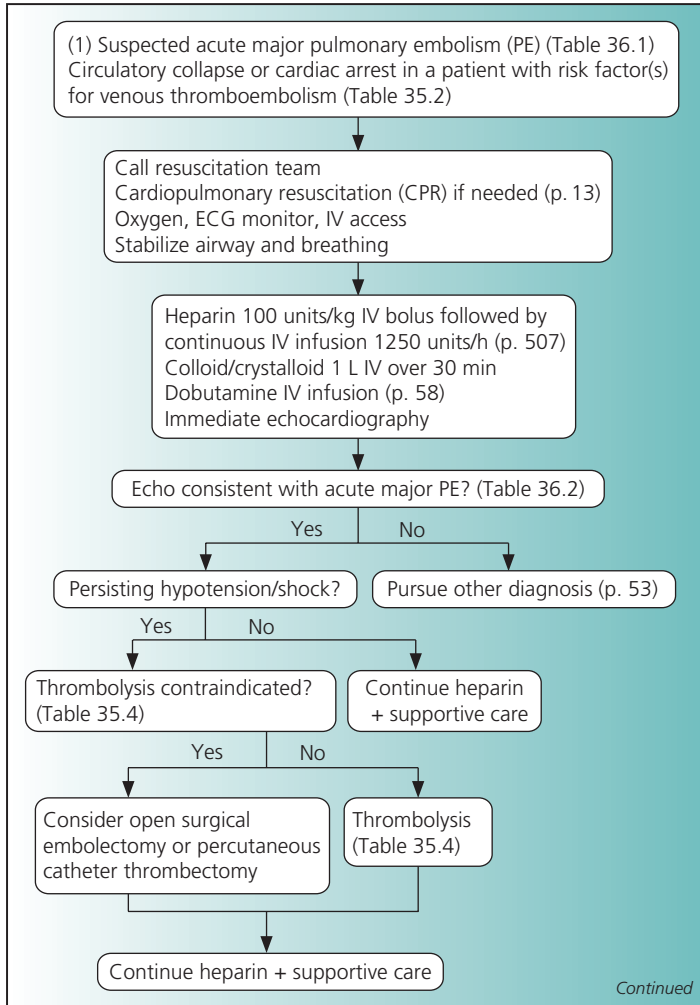 (1) Suspected acute major pulmonary embolism (PE) (Table 36.1)
Circulatory collapse or cardiac arrest in a patient with risk factor(s)
for venous thromboembolism (Table 35.2)
Call resuscitation team
Cardiopulmonary resuscitation (CPR) if needed (p. 13)
Oxygen, ECG monitor, IV access
Stabilize airway and breathing
Heparin 100 units/kg IV bolus followed by
continuous IV infusion 1250 units/h (p. 507)
Colloid/crystalloid 1 L IV over 30 min
Dobutamine IV infusion (p. 58)
Immediate echocardiography
Echo consistent with acute major PE? (Table 36.2)
Yes No
Persisting hypotension/shock?
Pursue other diagnosis (p. 53)
Yes No
Thrombolysis contraindicated?
(Table 35.4)
Continue heparin
+ supportive care
Yes No
Consider open surgical
embolectomy or percutaneous
catheter thrombectomy
Thrombolysis
(Table 35.4)
Continue heparin + supportive care
Continued